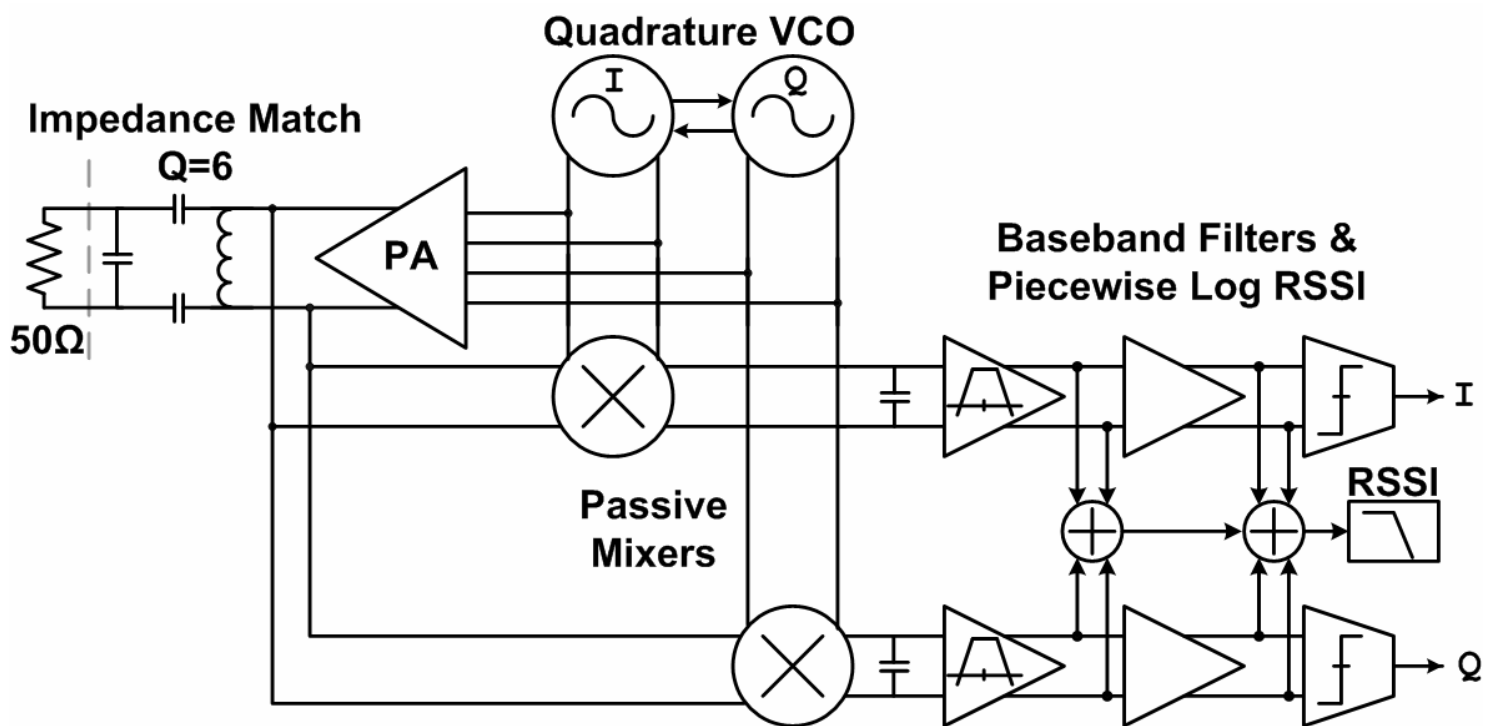 Quadrature VCO
I
Q
Impedance Match
Q=6
PA
50Ω
Baseband Filters &
Piecewise Log RSSI
I
Passive
Mixers
RSSI
Q